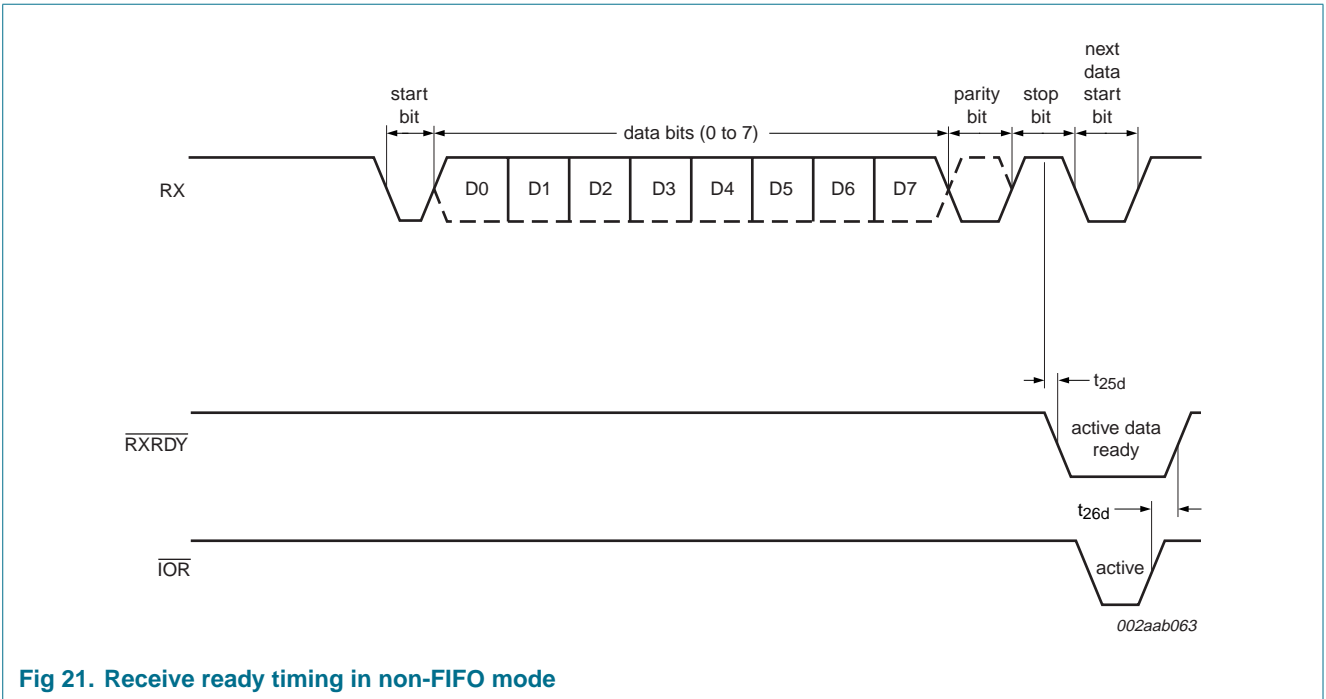 next
data
start
bit
start
bit
parity
bit
stop
bit
data bits (0 to 7)
RX
D0 D1 D2 D3 D4 D5 D6 D7
t25d
RXRDY
active data
ready
t26d
IOR
active
002aab063
Fig 21. Receive ready timing in non-FIFO mode